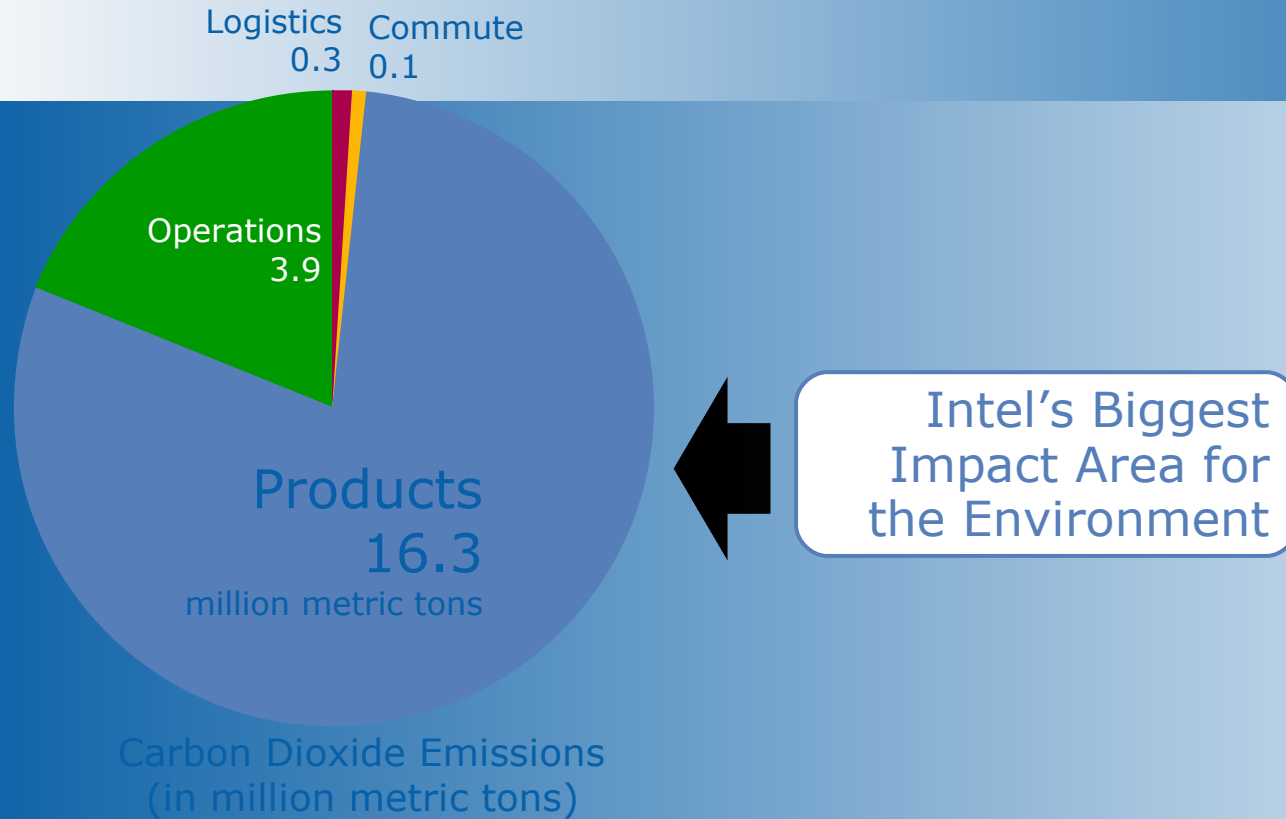 Logistics
0.3
Commute
0.1
Operations
3.9
Products
16.3
million metric tons
Intel’s Biggest
Impact Area for
the Environment
Carbon Dioxide Emissions
(in million metric tons)